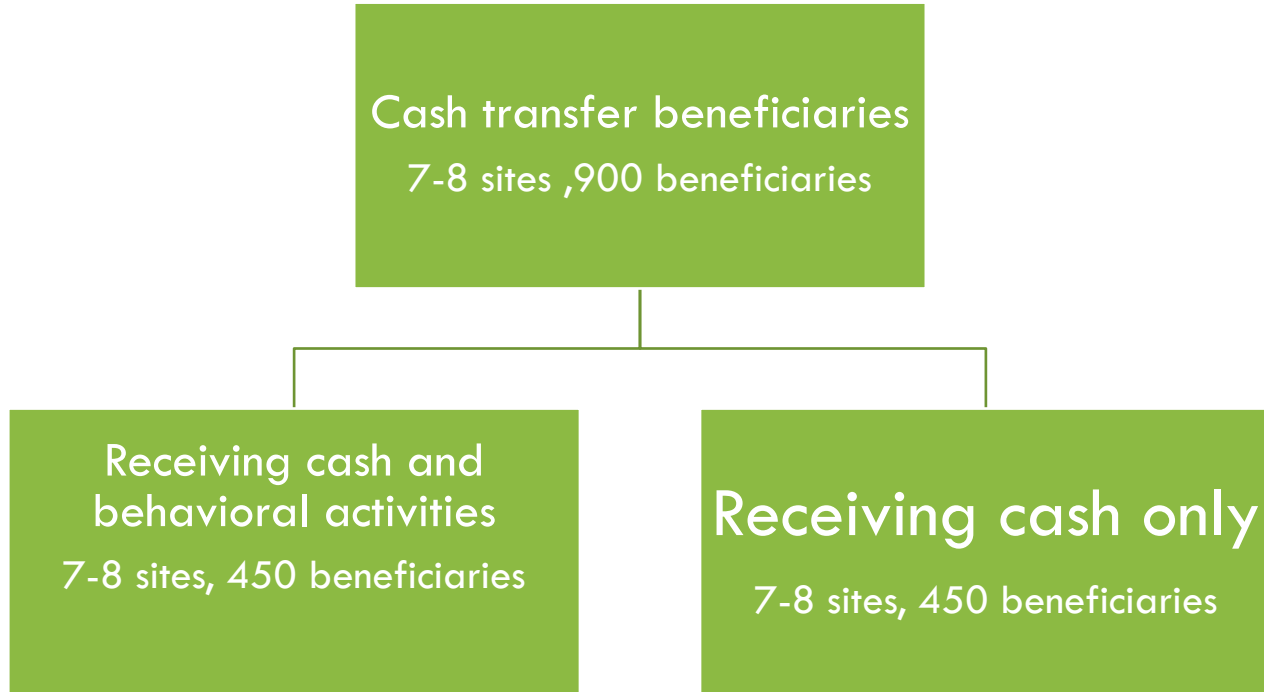 Cash transfer beneficiaries
7-8 sites ,900 beneficiaries
Receiving cash and
behavioral activities
7-8 sites, 450 beneficiaries
Receiving cash only
7-8 sites, 450 beneficiaries